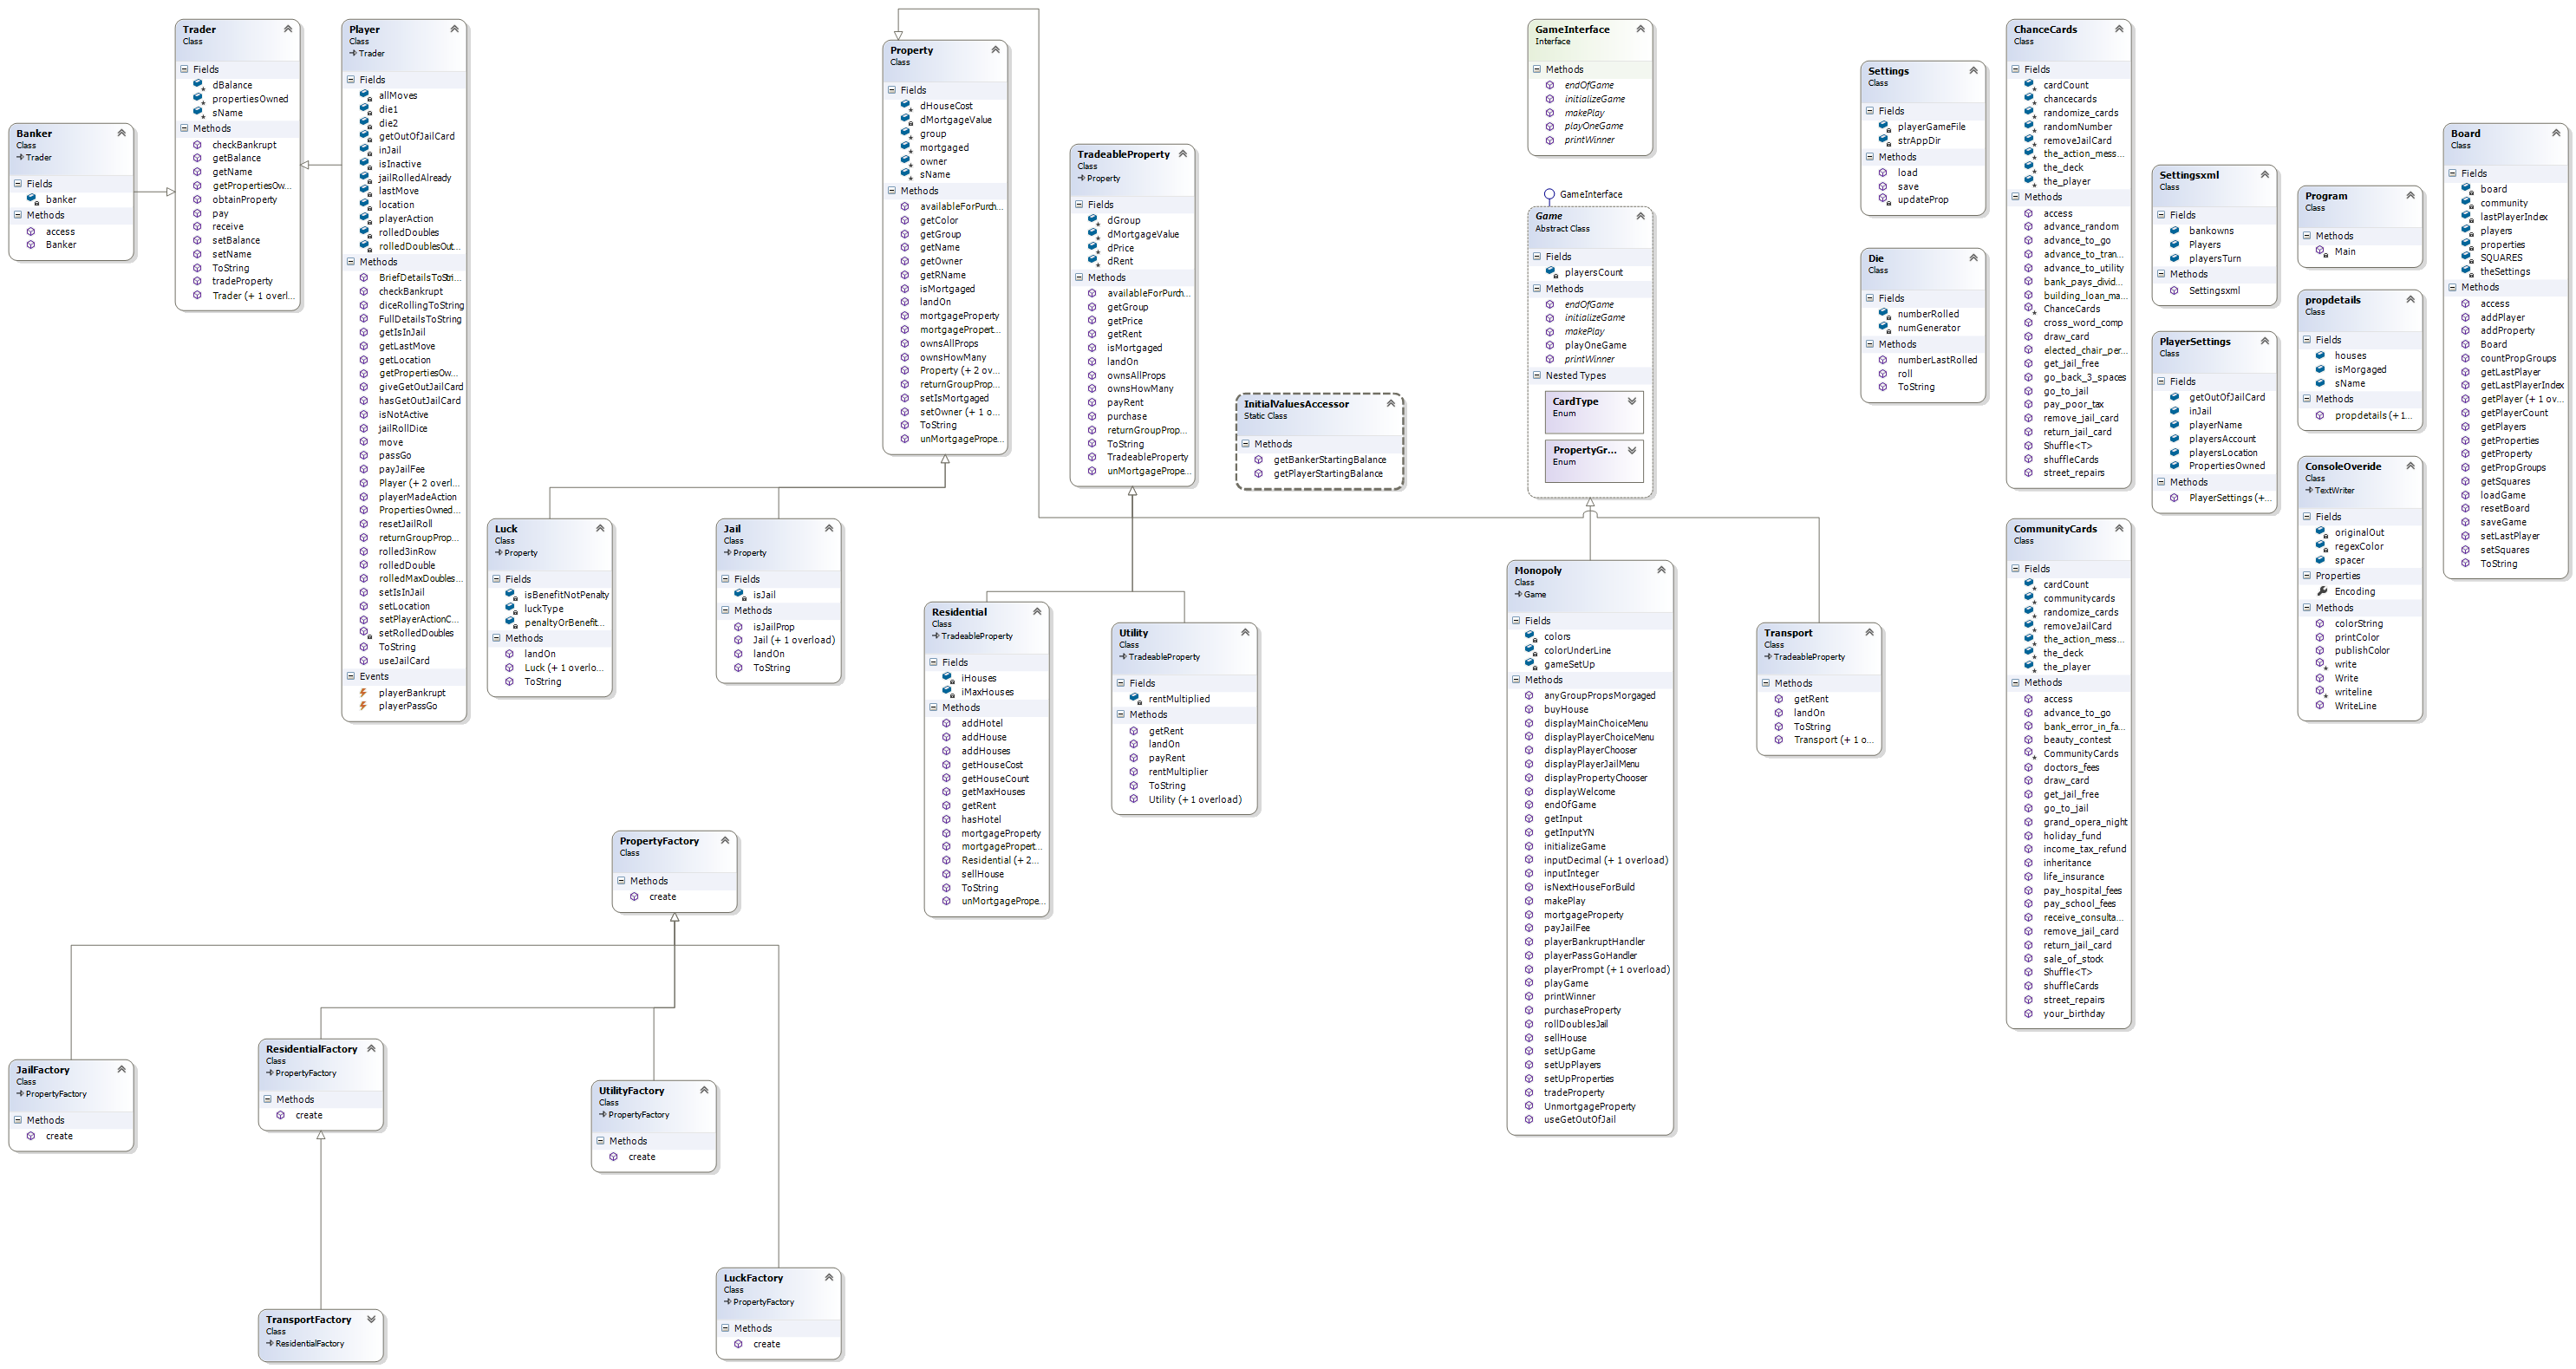 Trader
Class
Fields
dBalance
propertiesOwned
sName
Methods
checkBankrupt
getBalance
getName
getPropertiesOw...
obtainProperty
pay
receive
setBalance
setName
ToString
tradeProperty
Trader (+ 1 overl...
Banker
Class
Trader
Fields
banker
Methods
access
Banker
Player
Class
Trader
Fields
allMoves
die1
die2
getOutOfJailCard
inJail
isInactive
jailRolledAlready
lastMove
location
playerAction
rolledDoubles
rolledDoublesOut...
Methods
BriefDetailsToStri...
checkBankrupt
diceRollingToString
FullDetailsToString
getIsInJail
getLastMove
getLocation
getPropertiesOw...
giveGetOutJailCard
hasGetOutJailCard
isNotActive
jailRollDice
move
passGo
payJailFee
Player (+ 2 overl...
playerMadeAction
PropertiesOwned...
resetJailRoll
returnGroupProp...
rolled3inRow
rolledDouble
rolledMaxDoubles...
setIsInJail
setLocation
setPlayerActionC...
setRolledDoubles
ToString
useJailCard
Events
playerBankrupt
playerPassGo
Property
Class
Fields
dHouseCost
dMortgageValue
group
mortgaged
owner
sName
Methods
availableForPurch...
getColor
getGroup
getName
getOwner
getRName
isMortgaged
landOn
mortgageProperty
mortgagePropert...
ownsAllProps
ownsHowMany
Property (+ 2 ov...
returnGroupProp...
setIsMortgaged
setOwner (+ 1 o...
ToString
unMortgagePrope...
TradeableProperty
Class
Property
Fields
dGroup
dMortgageValue
dPrice
dRent
Methods
availableForPurch...
getGroup
getPrice
getRent
isMortgaged
landOn
ownsAllProps
ownsHowMany
payRent
purchase
returnGroupProp...
ToString
TradeableProperty
unMortgagePrope...
InitialValuesAccessor
Static Class
Methods
getBankerStartingBalance
getPlayerStartingBalance
GameInterface
Interface
Methods
endOfGame
initializeGame
makePlay
playOneGame
printWinner
GameInterface
Game
Abstract Class
Fields
playersCount
Methods
endOfGame
initializeGame
makePlay
playOneGame
printWinner
Nested Types
CardType
Enum
PropertyGr...
Enum
Settings
Class
Fields
playerGameFile
strAppDir
Methods
load
save
updateProp
Die
Class
Fields
numberRolled
numGenerator
Methods
numberLastRolled
roll
ToString
ChanceCards
Class
Fields
cardCount
chancecards
randomize_cards
randomNumber
removeJailCard
the_action_mess...
the_deck
the_player
Methods
access
advance_random
advance_to_go
advance_to_tran...
advance_to_utility
bank_pays_divid...
building_loan_ma...
ChanceCards
cross_word_comp
draw_card
elected_chair_per...
get_jail_free
go_back_3_spaces
go_to_jail
pay_poor_tax
remove_jail_card
return_jail_card
Shuffle<T>
shuffleCards
street_repairs
Settingsxml
Class
Fields
bankowns
Players
playersTurn
Methods
Settingsxml
PlayerSettings
Class
Fields
getOutOfJailCard
inJail
playerName
playersAccount
playersLocation
PropertiesOwned
Methods
PlayerSettings (+...
Program
Class
Methods
Main
propdetails
Class
Fields
houses
isMorgaged
sName
Methods
propdetails (+1...
ConsoleOveride
Class
TextWriter
Fields
originalOut
regexColor
spacer
Properties
Encoding
Methods
colorString
printColor
publishColor
write
Write
writeline
WriteLine
Board
Class
Fields
board
community
lastPlayerIndex
players
properties
SQUARES
theSettings
Methods
access
addPlayer
addProperty
Board
countPropGroups
getLastPlayer
getLastPlayerIndex
getPlayer (+1 ov...
getPlayerCount
getPlayers
getProperties
getProperty
getPropGroups
getSquares
loadGame
resetBoard
saveGame
setLastPlayer
setSquares
ToString
Luck
Class
Property
Fields
isBenefitNotPenalty
luckType
penaltyOrBenefit...
Methods
landOn
Luck (+ 1 overlo...
ToString
Jail
Class
Property
Fields
isJail
Methods
isJailProp
Jail (+ 1 overload)
landOn
ToString
Residential
Class
TradeableProperty
Fields
iHouses
iMaxHouses
Methods
addHotel
addHouse
addHouses
getHouseCost
getHouseCount
getMaxHouses
getRent
hasHotel
mortgageProperty
mortgagePropert...
Residential (+ 2...
sellHouse
ToString
unMortgagePrope...
Utility
Class
TradeableProperty
Fields
rentMultiplied
Methods
getRent
landOn
payRent
rentMultiplier
ToString
Utility (+ 1 overload)
Monopoly
Class
Game
Fields
colors
colorUnderLine
gameSetUp
Methods
anyGroupPropsMorgaged
buyHouse
displayMainChoiceMenu
displayPlayerChoiceMenu
displayPlayerChooser
displayPlayerJailMenu
displayPropertyChooser
displayWelcome
endOfGame
getInput
getInputYN
initializeGame
inputDecimal (+ 1 overload)
inputInteger
isNextHouseForBuild
makePlay
mortgageProperty
payJailFee
playerBankruptHandler
playerPassGoHandler
playerPrompt (+ 1 overload)
playGame
printWinner
purchaseProperty
rollDoublesJail
sellHouse
setUpGame
setUpPlayers
setUpProperties
tradeProperty
UnmortgageProperty
useGetOutOfJail
Transport
Class
TradeableProperty
Methods
getRent
landOn
ToString
Transport (+ 1 o...
CommunityCards
Class
Fields
cardCount
communitycards
randomize_cards
removeJailCard
the_action_mess...
the_deck
the_player
Methods
access
advance_to_go
bank_error_in_fa...
beauty_contest
CommunityCards
doctors_fees
draw_card
get_jail_free
go_to_jail
grand_opera_night
holiday_fund
income_tax_refund
inheritance
life_insurance
pay_hospital_fees
pay_school_fees
receive_consulta...
remove_jail_card
return_jail_card
sale_of_stock
Shuffle<T>
shuffleCards
street_repairs
your_birthday
PropertyFactory
Class
Methods
create
JailFactory
Class
PropertyFactory
Methods
create
ResidentialFactory
Class
PropertyFactory
Methods
create
UtilityFactory
Class
PropertyFactory
Methods
create
LuckFactory
Class
PropertyFactory
Methods
create
TransportFactory
Class
ResidentialFactory